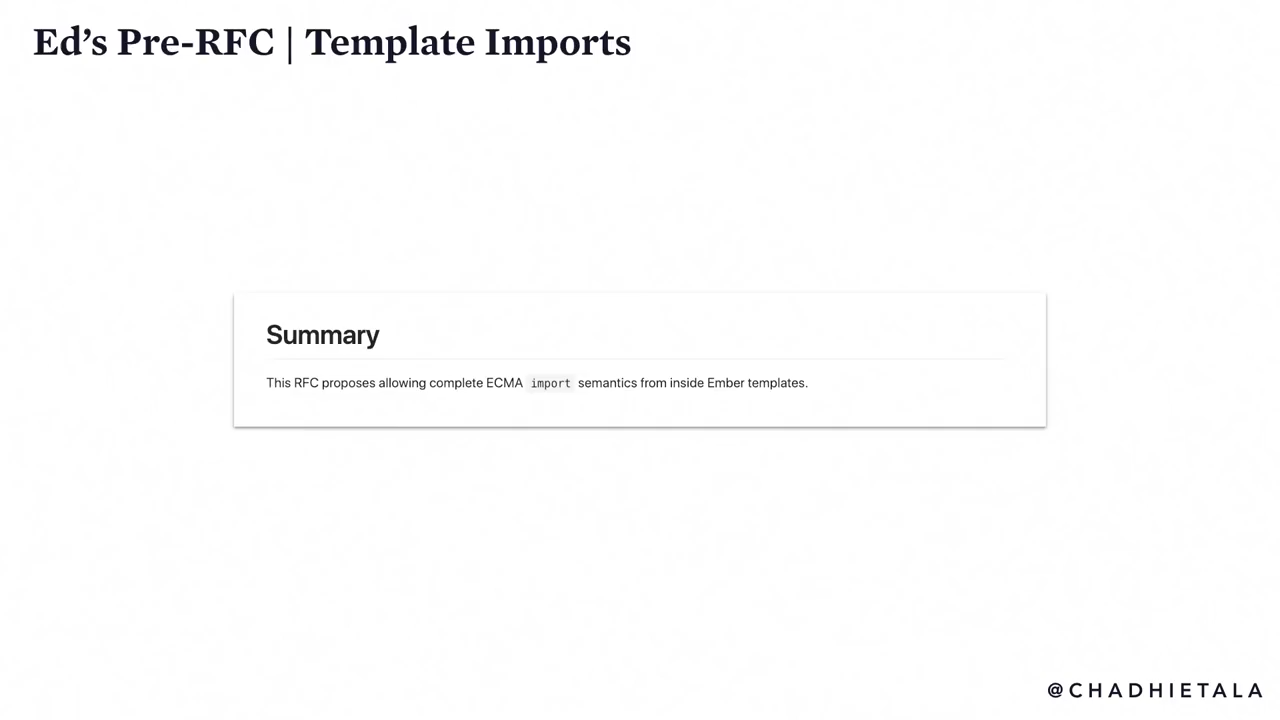 Ed’s Pre-RFC | Template Imports
Summary
This RFC proposes allowing complete ECMA import semantics from inside Ember templates.
@CHADHIETALA